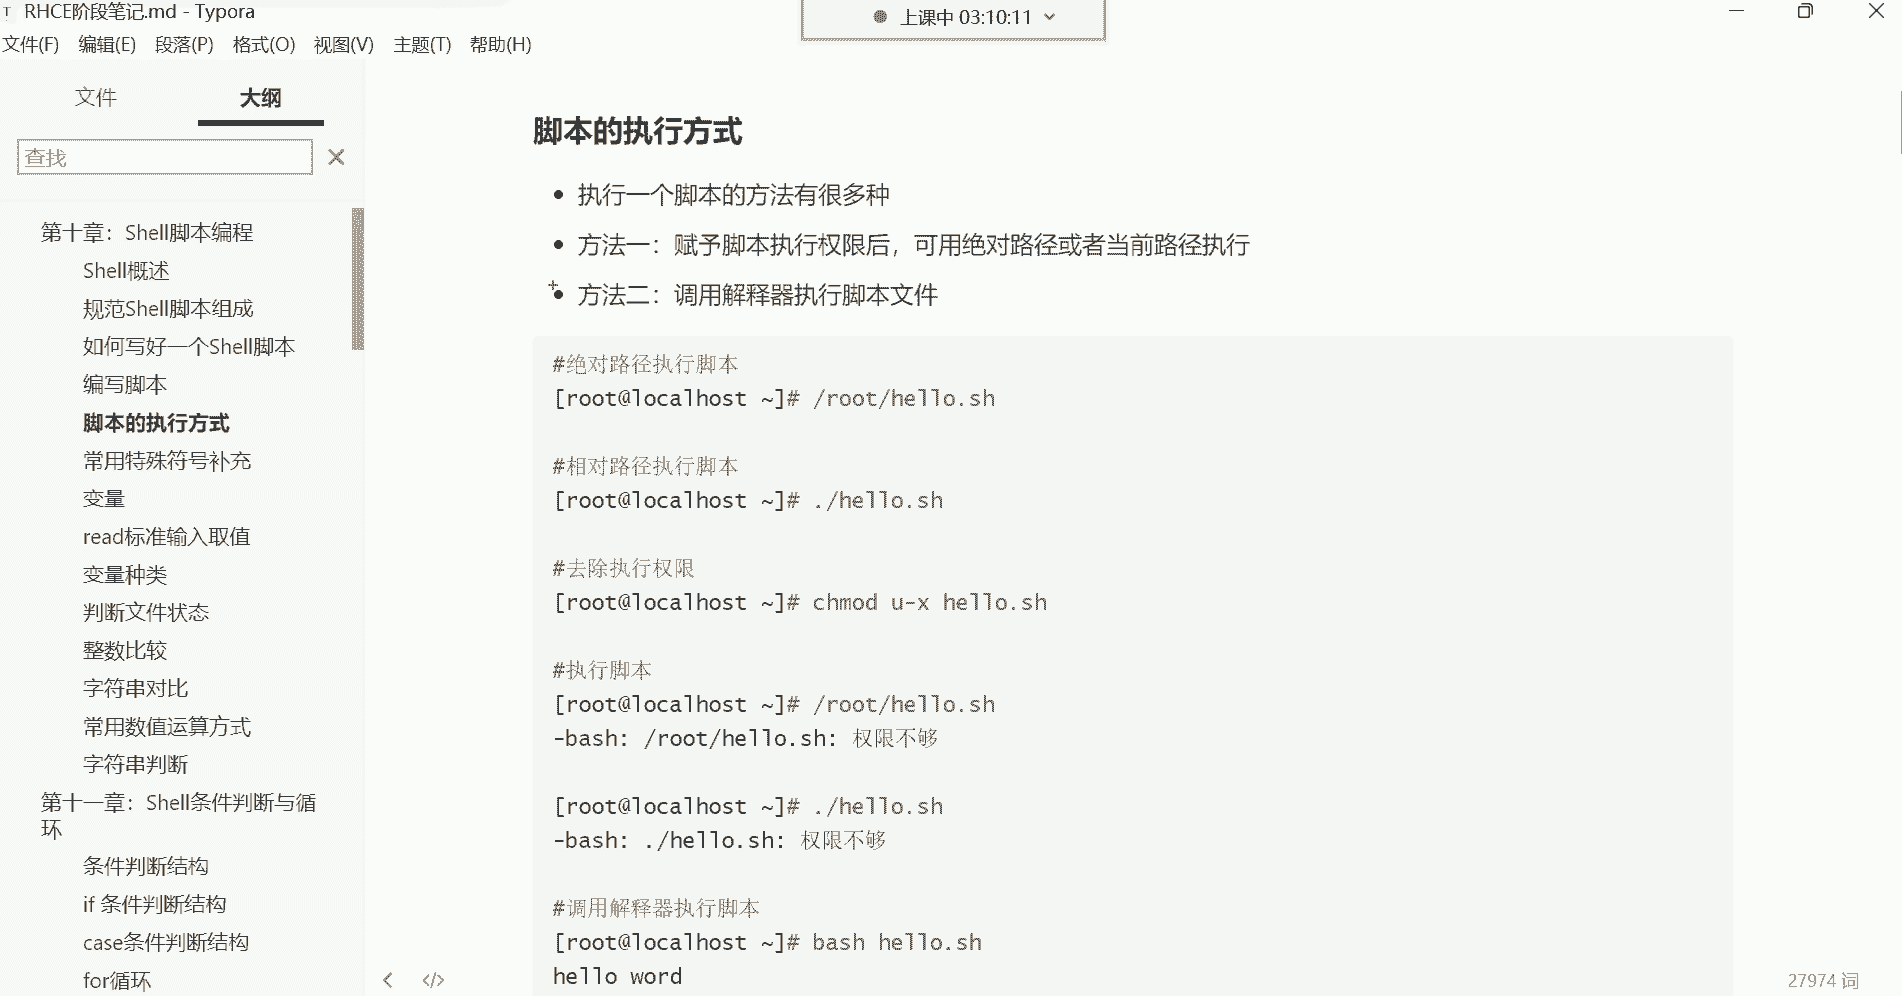 T RHCE阶段笔记.md - Typora
上课中 03:10:11
文件(F) 编辑(E) 段落(P) 格式(O) 视图(V) 主题(T) 帮助(H)
文件 大纲
查找
第十章：Shell脚本编程
Shell概述
规范Shell脚本组成
如何写好一个Shell脚本
编写脚本
脚本的执行方式
常用特殊符号补充
变量
read标准输入取值
变量种类
判断文件状态
整数比较
字符串对比
常用数值运算方式
字符串判断
第十一章：Shell条件判断与循
环
条件判断结构
if 条件判断结构
case条件判断结构
for循环
脚本的执行方式
执行一个脚本的方法有很多种
方法一：赋予脚本执行权限后，可用绝对路径或者当前路径执行
方法二：调用解释器执行脚本文件
#绝对路径执行脚本
[root@localhost ~]# /root/hello.sh
#相对路径执行脚本
[root@localhost ~]# ./hello.sh
#去除执行权限
[root@localhost ~]# chmod u-x hello.sh
#执行脚本
[root@localhost ~]# /root/hello.sh
-bash: /root/hello.sh: 权限不够
[root@localhost ~]# ./hello.sh
-bash: ./hello.sh: 权限不够
#调用解释器执行脚本
[root@localhost ~]# bash hello.sh
hello word
27974 词